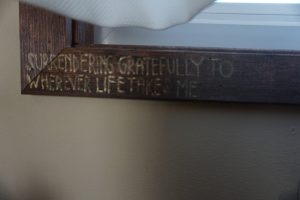 SURRENDERING GRATEFULLY TO
WHEREVER LIFE TAKES ME